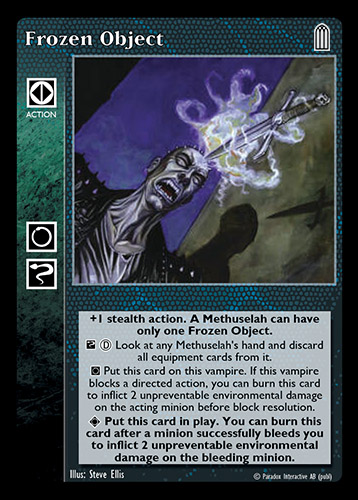 Frozen Object
ACTION
+1 stealth action. A Methuselah can have
only one Frozen Object.
D Look at any Methuselah's hand and discard
all equipment cards from it.
Put this card on this vampire. If this vampire
blocks a directed action, you can burn this card
to inflict 2 unpreventable environmental damage
on the acting minion before block resolution.
Put this card in play. You can burn this
card after a minion successfully bleeds you
to inflict 2 unpreventable environmental
damage on the bleeding minion.
Illus: Steve Ellis
© Paradox Interactive AB (publ)